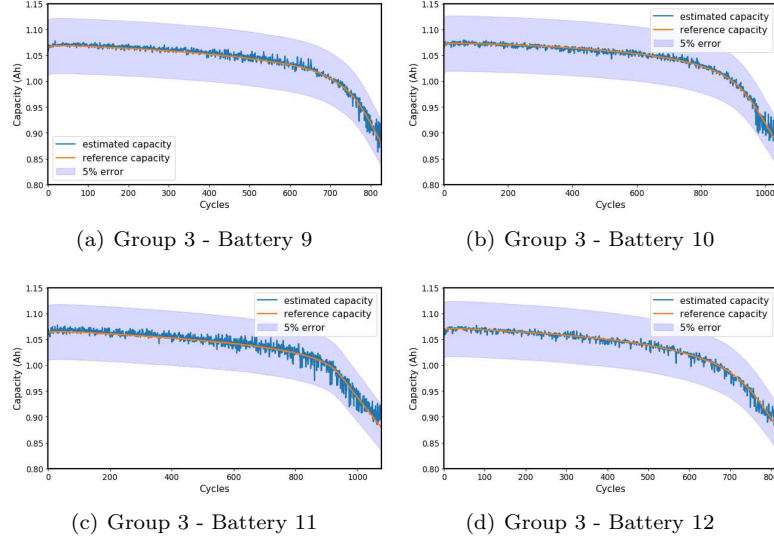 1.15
1.10
1.05
1.00
0.95
0.90
0.85
0.80
Capacity (Ah)
estimated capacity
reference capacity
5% error
0 100 200 300 400 500 600 700 800
Cycles
(a) Group 3 - Battery 9
1.15
1.10
1.05
1.00
0.95
0.90
0.85
0.80
Capacity (Ah)
estimated capacity
reference capacity
5% error
0 200 400 600 800 1000
Cycles
(b) Group 3 - Battery 10
1.15
1.10
1.05
1.00
0.95
0.90
0.85
0.80
Capacity (Ah)
estimated capacity
reference capacity
5% error
0 200 400 600 800 1000
Cycles
(c) Group 3 - Battery 11
1.15
1.10
1.05
1.00
0.95
0.90
0.85
0.80
Capacity (Ah)
estimated capacity
reference capacity
5% error
0 100 200 300 400 500 600 700 800
Cycles
(d) Group 3 - Battery 12